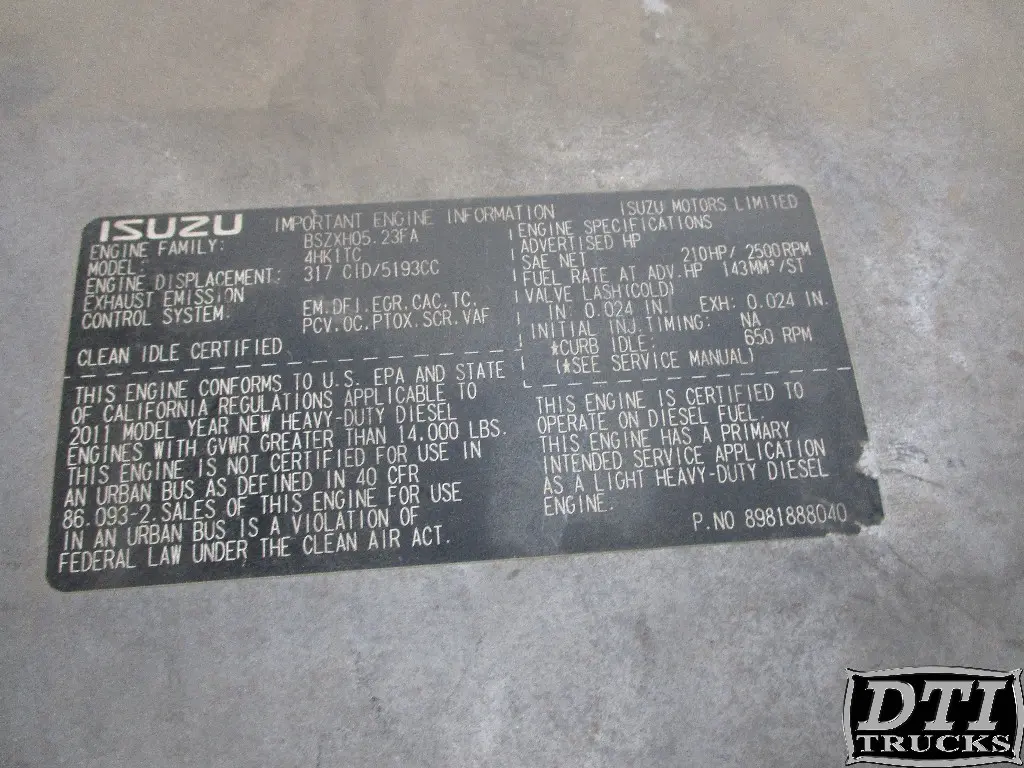 ISUZU IMPORTANT ENGINE INFORMATION ISUZU MOTORS LIMITED
ENGINE FAMILY: BSZXH05.23FA
MODEL: 4HK1TC
ENGINE DISPLACEMENT: 317 CID/5193CC
EXHAUST EMISSION
CONTROL SYSTEM: EM.DFI.EGR.CAC.TC.
PCV.OC.PTOX.SCR.VAF
CLEAN IDLE CERTIFIED
THIS ENGINE CONFORMS TO U.S. EPA AND STATE
OF CALIFORNIA REGULATIONS APPLICABLE TO
2011 MODEL YEAR NEW HEAVY-DUTY DIESEL
ENGINES WITH GVWR GREATER THAN 14.000 LBS.
THIS ENGINE IS NOT CERTIFIED FOR USE IN
AN URBAN BUS AS DEFINED IN 40 CFR
86.093-2.SALES OF THIS ENGINE FOR USE
IN AN URBAN BUS IS A VIOLATION OF
FEDERAL LAW UNDER THE CLEAN AIR ACT.
ENGINE SPECIFICATIONS
ADVERTISED HP
SAE NET 210HP/ 2500RPM
FUEL RATE AT ADV.HP 143MM³/ST
VALVE LASH(COLD)
IN: 0.024 IN. EXH: 0.024 IN.
INITIAL INJ.TIMING: NA
*CURB IDLE: 650 RPM
(*SEE SERVICE MANUAL)
THIS ENGINE IS CERTIFIED TO
OPERATE ON DIESEL FUEL.
THIS ENGINE HAS A PRIMARY
INTENDED SERVICE APPLICATION
AS A LIGHT HEAVY-DUTY DIESEL
ENGINE.
P.NO 8981888040
DTI
TRUCKS